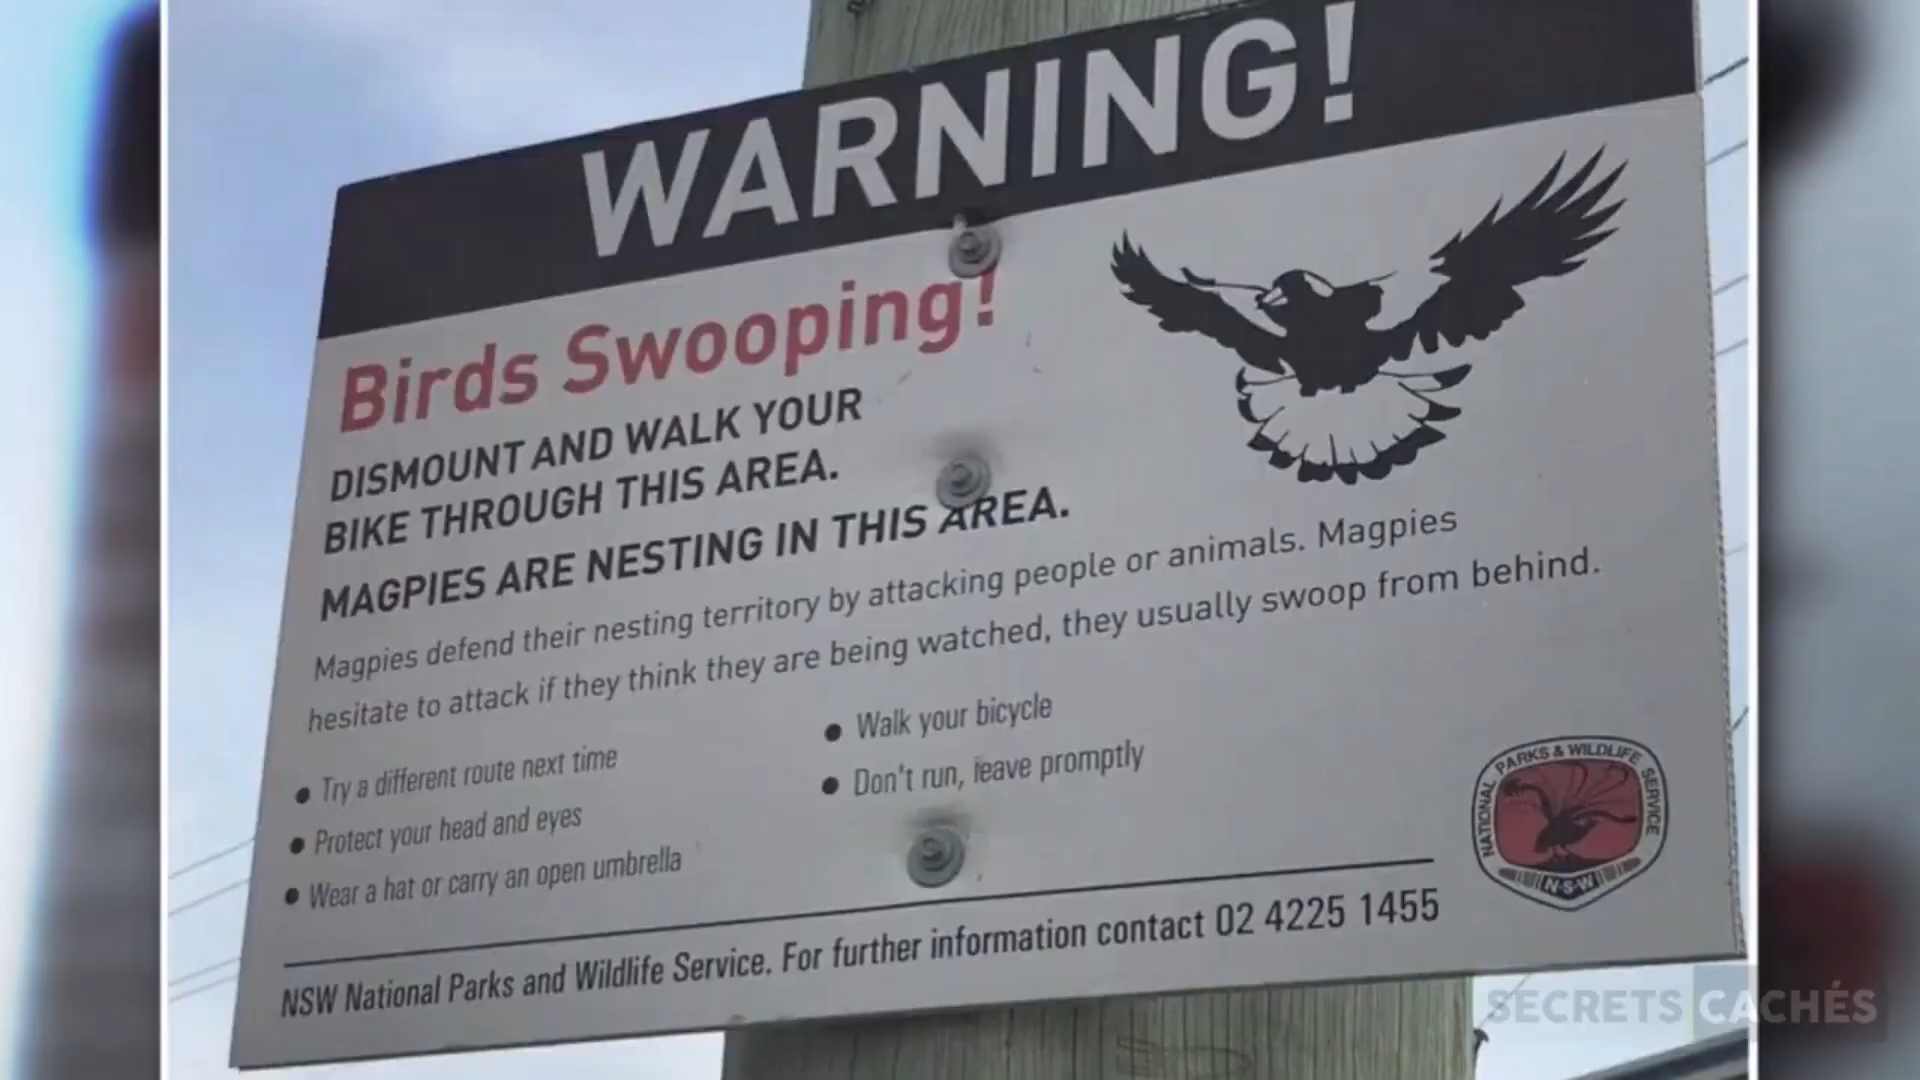 WARNING!
Birds Swooping!
DISMOUNT AND WALK YOUR
BIKE THROUGH THIS AREA.
MAGPIES ARE NESTING IN THIS AREA.
Magpies defend their nesting territory by attacking people or animals. Magpies
hesitate to attack if they think they are being watched, they usually swoop from behind.
• Try a different route next time
• Protect your head and eyes
• Wear a hat or carry an open umbrella
• Walk your bicycle
• Don't run, leave promptly
NATIONAL PARKS & WILDLIFE SERVICE
N·S·W
NSW National Parks and Wildlife Service. For further information contact 02 4225 1455
SECRETS CACHÉS